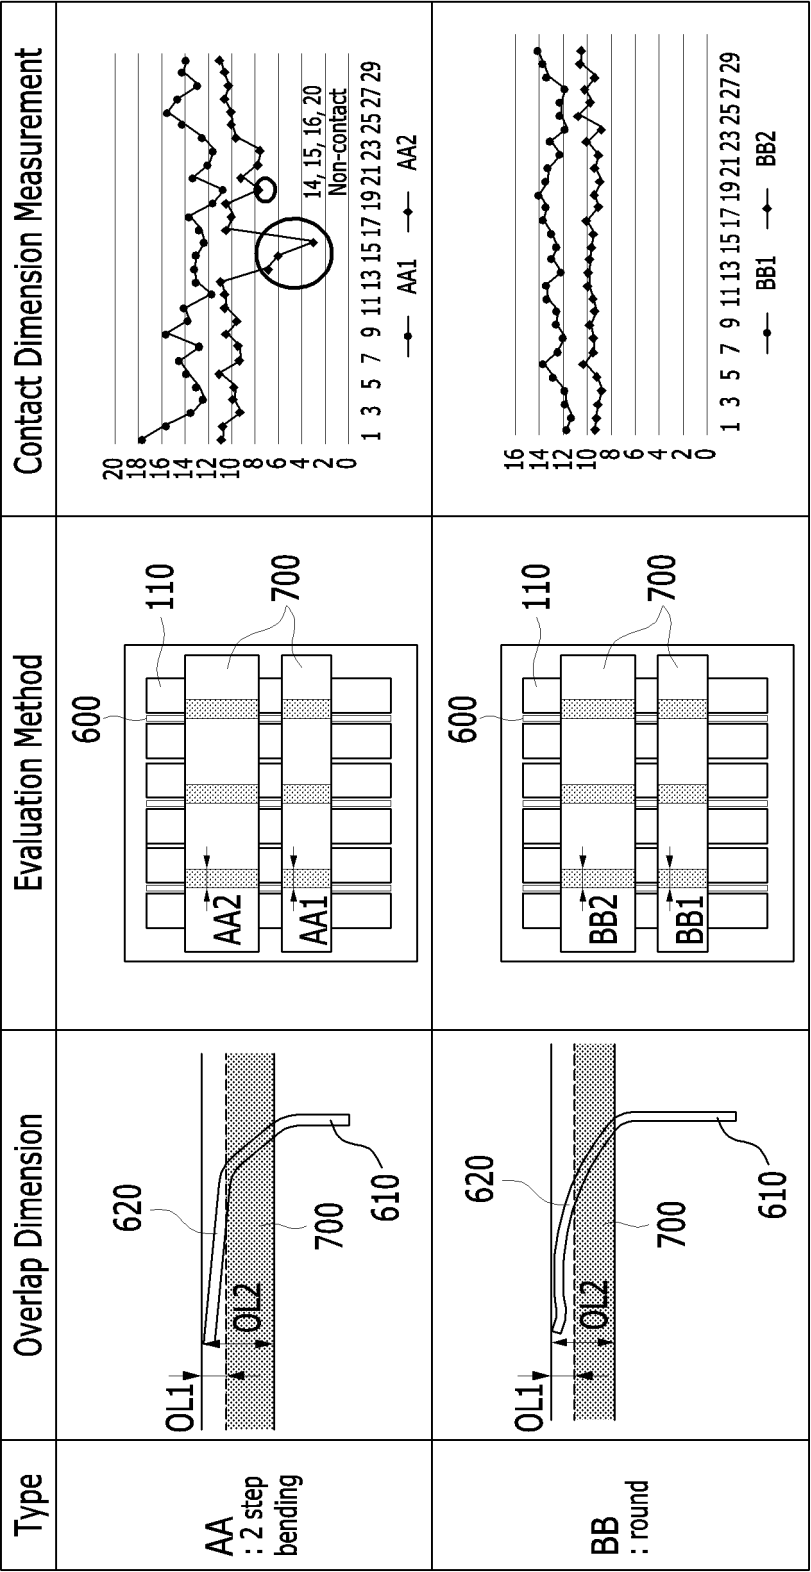 Type
Overlap Dimension
Evaluation Method
Contact Dimension Measurement
AA
: 2 step
bending
OL1
OL2
620
700
610
600
110
700
AA2
AA1
20
18
16
14
12
10
8
6
4
2
0
14, 15, 16, 20
Non-contact
1 3 5 7 9 11 13 15 17 19 21 23 25 27 29
AA1 AA2
BB
: round
OL1
OL2
620
700
610
600
110
700
BB2
BB1
16
14
12
10
8
6
4
2
0
1 3 5 7 9 11 13 15 17 19 21 23 25 27 29
BB1 BB2